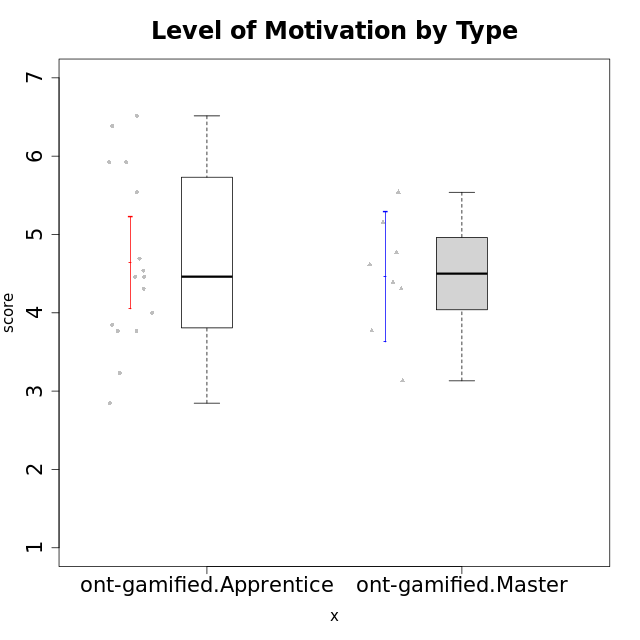 Level of Motivation by Type
7
6
5
4
3
2
1
score
ont-gamified.Apprentice
ont-gamified.Master
x